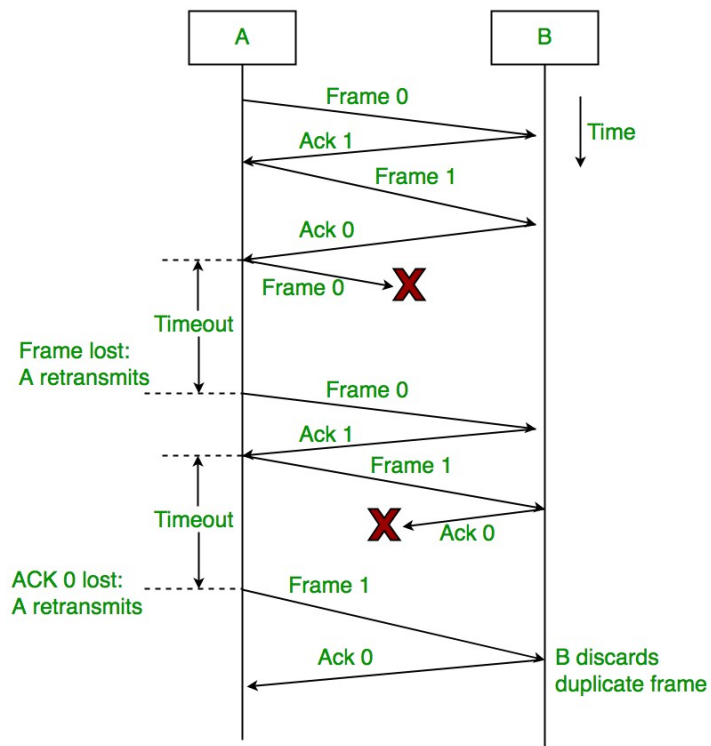 A
B
Frame 0
Time
Ack 1
Frame 1
Ack 0
Frame 0
X
Timeout
Frame lost:
A retransmits
Frame 0
Ack 1
Frame 1
Timeout
X
Ack 0
ACK 0 lost:
A retransmits
Frame 1
Ack 0
B discards
duplicate frame